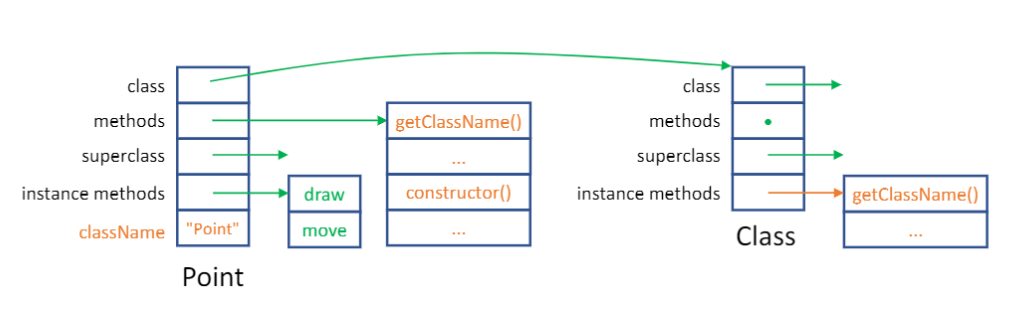 class
methods
superclass
instance methods
className
"Point"
Point
getClassName()
...
constructor()
...
draw
move
class
methods
superclass
instance methods
Class
getClassName()
...